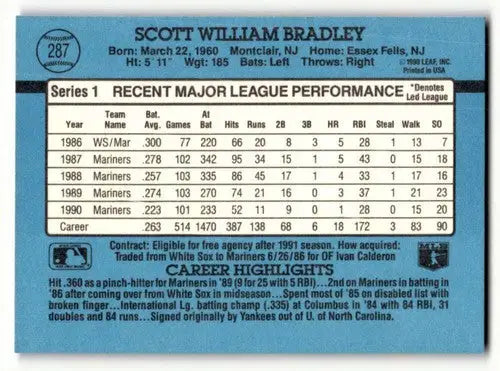 287
SCOTT WILLIAM BRADLEY
Born: March 22, 1960 Montclair, NJ Home: Essex Fells, NJ
Ht: 5' 11" Wgt: 185 Bats: Left Throws: Right
©1990 LEAF, INC.
Printed in USA
Series 1 RECENT MAJOR LEAGUE PERFORMANCE *Denotes Led League
Year Team Name Bat. Avg. Games At Bat Hits Runs 2B 3B HR RBI Steal Walk SO
1986 WS/Mar .300 77 220 66 20 8 3 5 28 1 13 7
1987 Mariners .278 102 342 95 34 15 1 5 43 0 15 18
1988 Mariners .257 103 335 86 45 17 1 4 33 1 17 16
1989 Mariners .274 103 270 74 21 16 0 3 37 1 21 23
1990 Mariners .223 101 233 52 11 9 0 1 28 0 15 20
Career .263 514 1470 387 138 68 6 18 172 3 83 90
Contract: Eligible for free agency after 1991 season. How acquired:
Traded from White Sox to Mariners 6/26/86 for OF Ivan Calderon
CAREER HIGHLIGHTS
Hit .360 as a pinch-hitter for Mariners in '89 (9 for 25 with 5 RBI)...2nd on Mariners in batting in
'86 after coming over from White Sox in midseason...Spent most of '85 on disabled list with
broken finger...International Lg. batting champ (.335) at Columbus in '84 with 84 RBI, 31
doubles and 84 runs...Signed originally by Yankees out of U. of North Carolina.